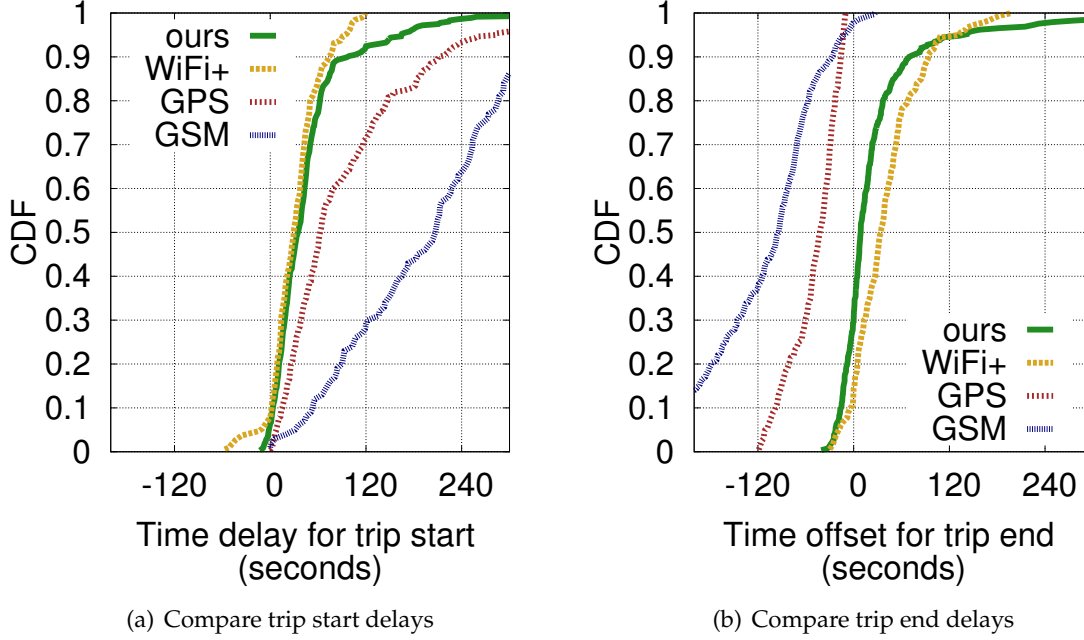 1
0.9
0.8
0.7
0.6
0.5
0.4
0.3
0.2
0.1
0
CDF
ours
WiFi+
GPS
GSM
-120 0 120 240
Time delay for trip start
(seconds)
(a) Compare trip start delays
1
0.9
0.8
0.7
0.6
0.5
0.4
0.3
0.2
0.1
0
CDF
ours
WiFi+
GPS
GSM
-120 0 120 240
Time offset for trip end
(seconds)
(b) Compare trip end delays